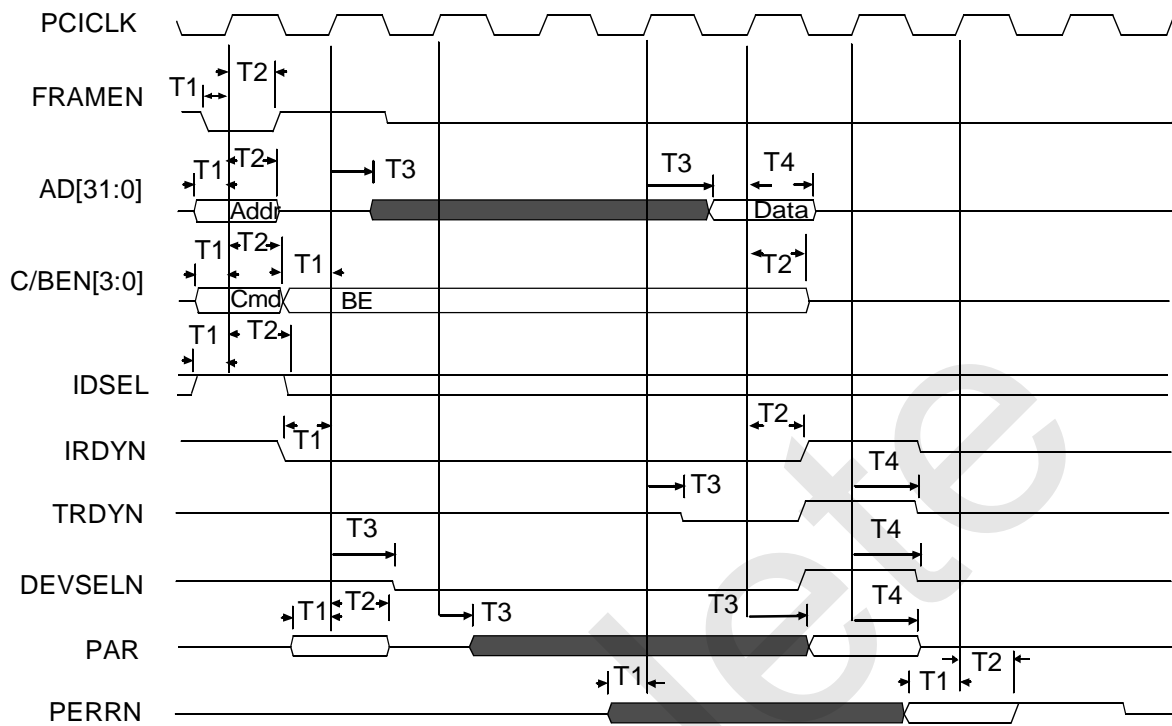 PCICLK
T1 T2
FRAMEN
T1 T2 T3 T3 T4
AD[31:0]
Addr Data
T1 T2 T1 T2
C/BEN[3:0]
Cmd BE
T1 T2
IDSEL
T1 T2
IRDYN
T3 T4
TRDYN
T3 T4
DEVSELN
T1 T2 T3 T3 T4
PAR
T1 T1 T2
PERRN
lete